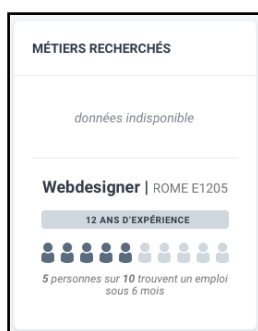 MÉTIERS RECHERCHÉS
données indisponible
Webdesigner | ROME E1205
12 ANS D'EXPÉRIENCE
5 personnes sur 10 trouvent un emploi
sous 6 mois